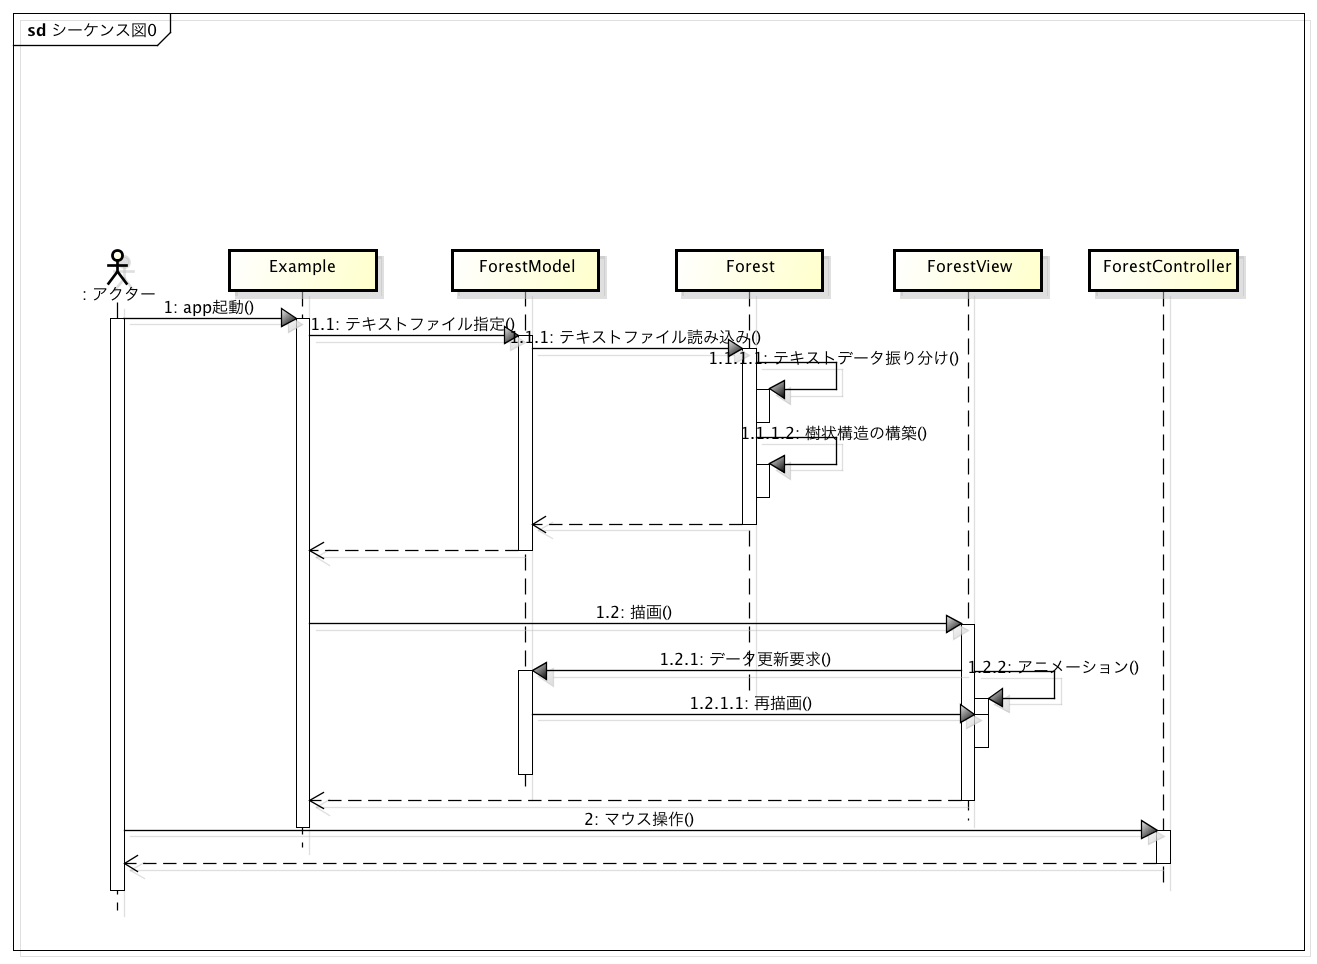 sd シーケンス図0
Example
ForestModel
Forest
ForestView
ForestController
: アクター
1: app起動()
1.1: テキストファイル指定()
1.1.1: テキストファイル読み込み()
1.1.1.1: テキストデータ振り分け()
1.1.1.2: 樹状構造の構築()
1.2: 描画()
1.2.1: データ更新要求()
1.2.2: アニメーション()
1.2.1.1: 再描画()
2: マウス操作()